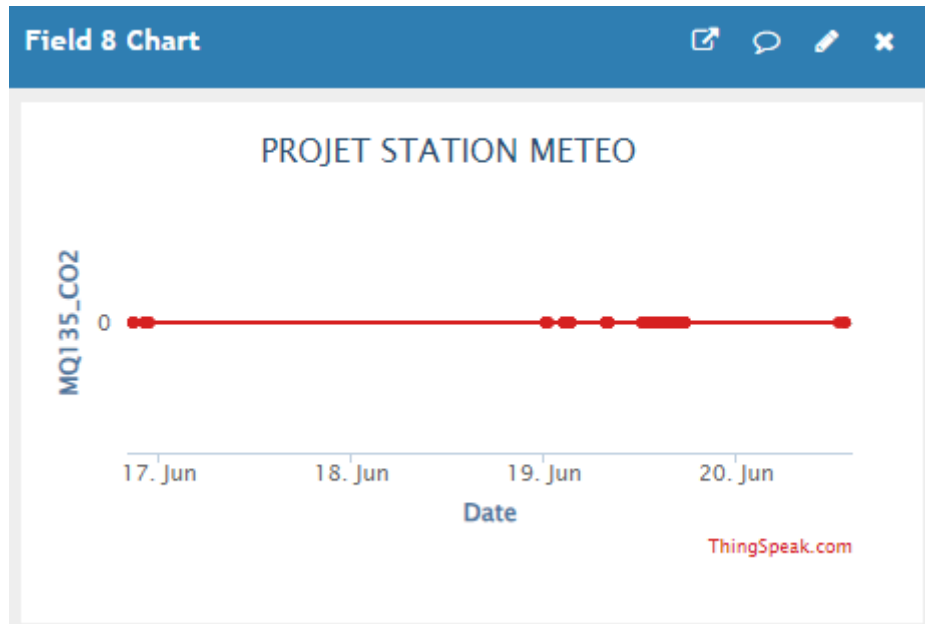 Field 8 Chart
PROJET STATION METEO
MQ135_CO2
0
17. Jun 18. Jun 19. Jun 20. Jun
Date
ThingSpeak.com